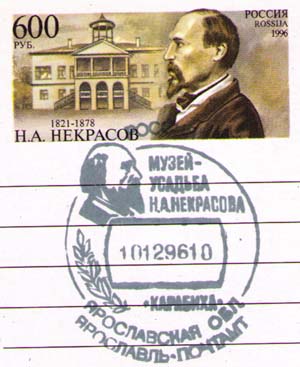 600
РУБ.
РОССИЯ
ROSSIJA
1996
1821-1878
Н.А. НЕКРАСОВ
МУЗЕЙ-
УСАДЬБА
Н.А.НЕКРАСОВА
10129610
"КАРАБИХА"
ЯРОСЛАВСКАЯ ОБЛ.
ЯРОСЛАВЛЬ·ПОЧТАМТ